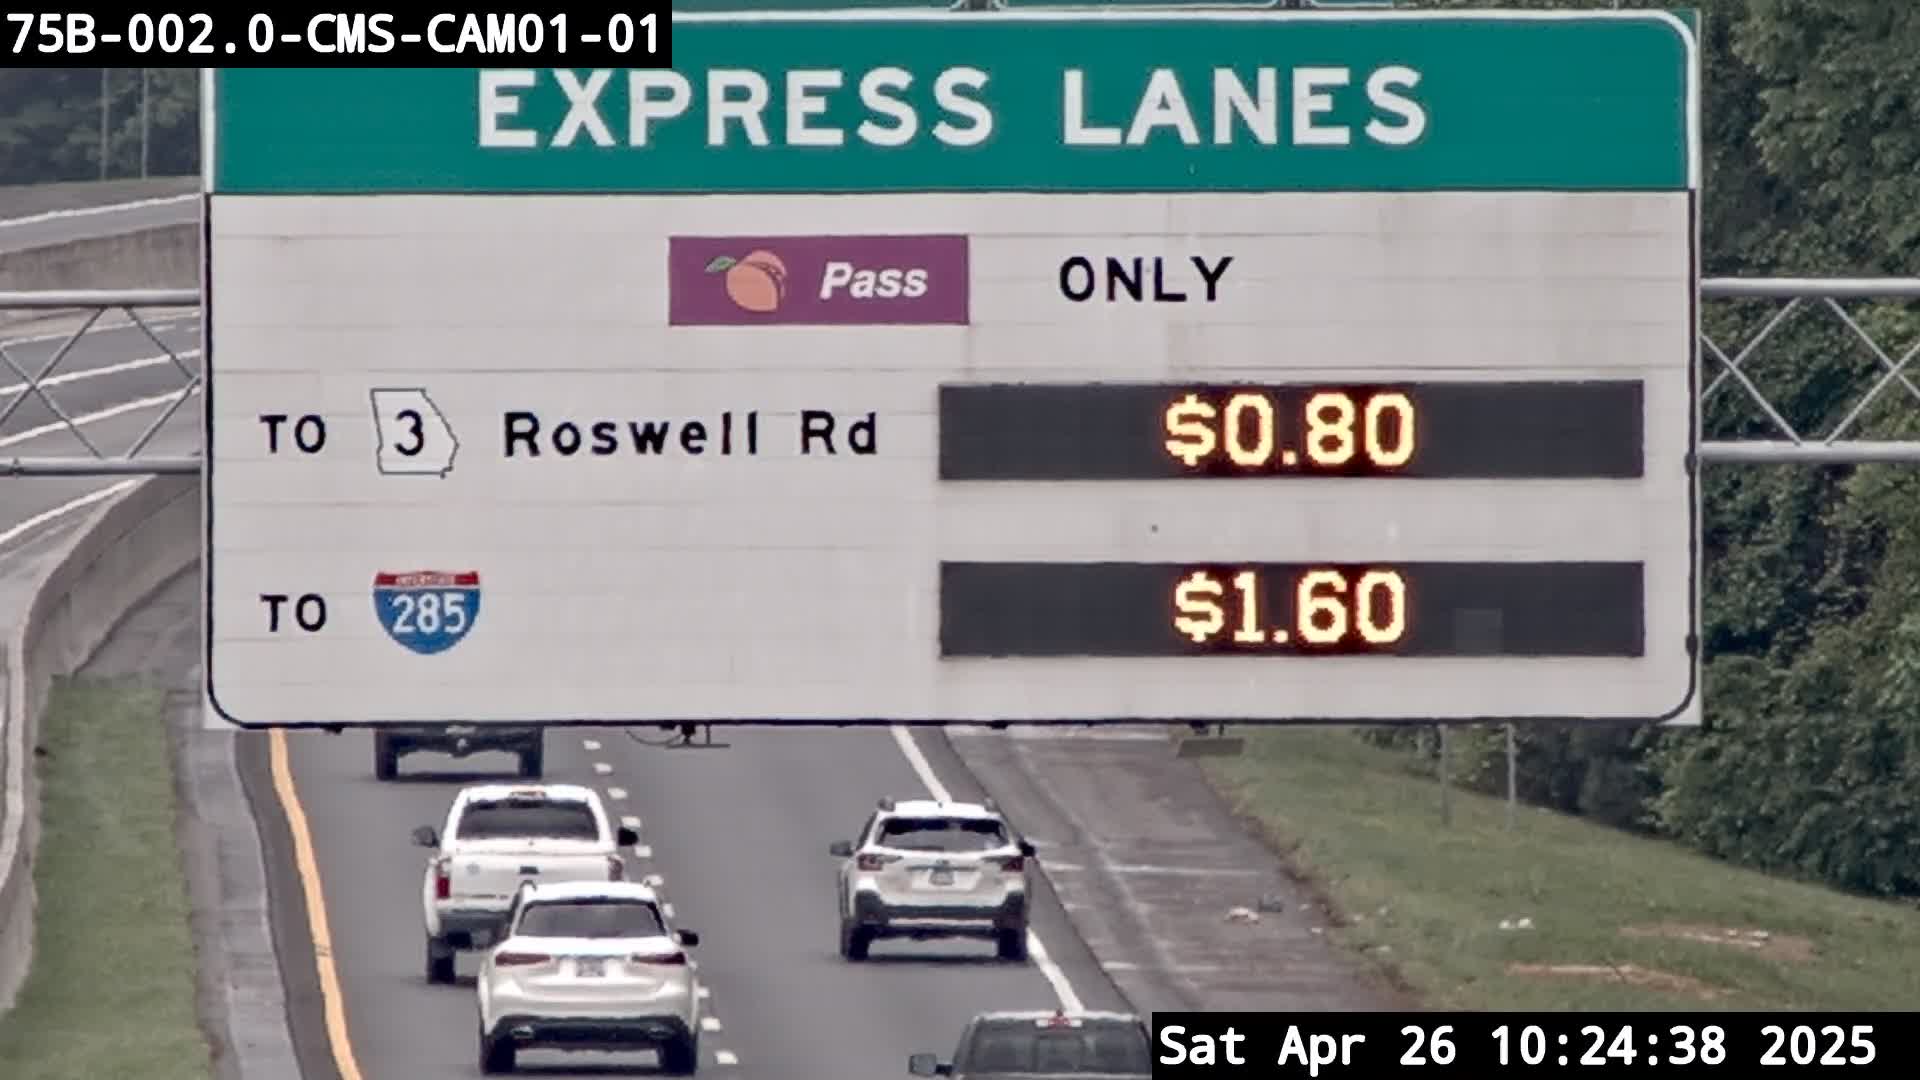 75B-002.0-CMS-CAM01-01
EXPRESS LANES
Pass ONLY
TO 3 Roswell Rd $0.80
TO INTERSTATE 285 $1.60
Sat Apr 26 10:24:38 2025